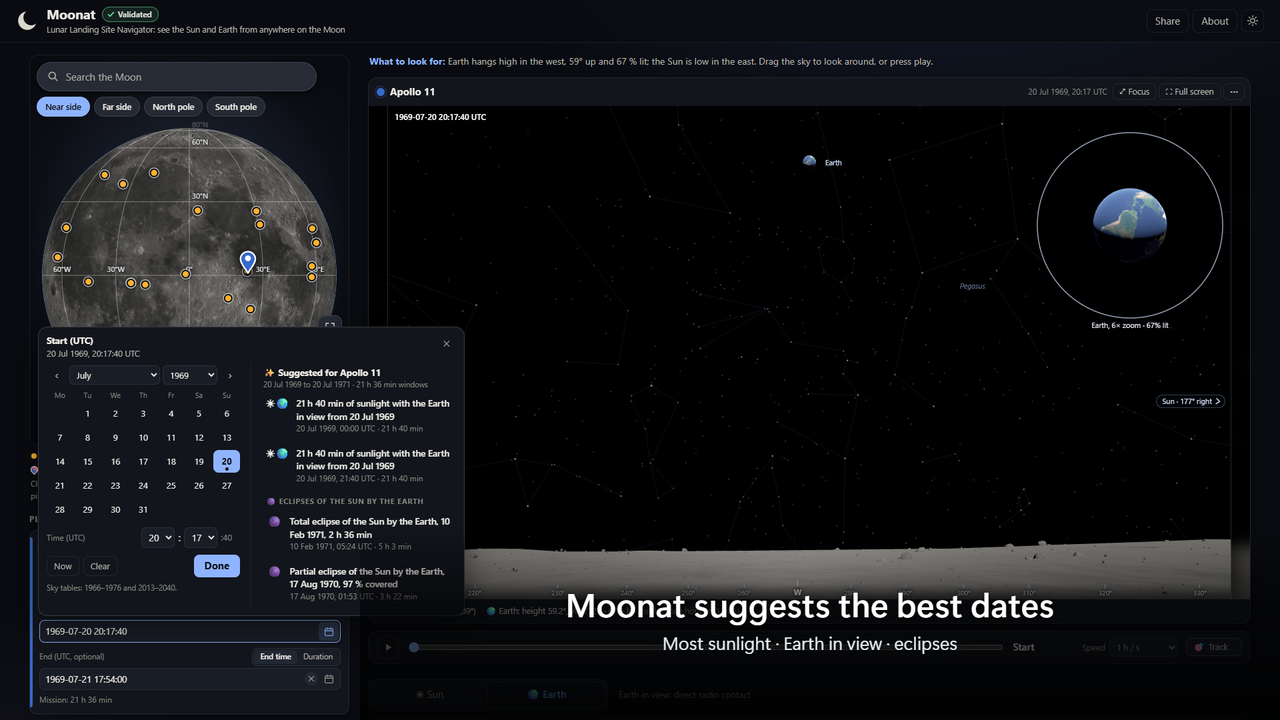 Moonat
Validated
Lunar Landing Site Navigator: see the Sun and Earth from anywhere on the Moon
Share
About
Search the Moon
Near side
Far side
North pole
South pole
80°N
60°N
30°N
60°W
30°W
0°
30°E
What to look for: Earth hangs high in the west, 59° up and 67 % lit; the Sun is low in the east. Drag the sky to look around, or press play.
Apollo 11
20 Jul 1969, 20:17 UTC
Focus
Full screen
1969-07-20 20:17:40 UTC
Earth
Pegasus
Earth, 6× zoom · 67% lit
Sun · 177° right
Start (UTC)
20 Jul 1969, 20:17:40 UTC
July
1969
Mo Tu We Th Fr Sa Su
1 2 3 4 5 6
7 8 9 10 11 12 13
14 15 16 17 18 19 20
21 22 23 24 25 26 27
28 29 30 31
Time (UTC)
20 : 17 :40
Now
Clear
Done
Sky tables: 1966–1976 and 2013–2040.
Suggested for Apollo 11
20 Jul 1969 to 20 Jul 1971 · 21 h 36 min windows
21 h 40 min of sunlight with the Earth
in view from 20 Jul 1969
20 Jul 1969, 00:00 UTC · 21 h 40 min
21 h 40 min of sunlight with the Earth
in view from 20 Jul 1969
20 Jul 1969, 21:40 UTC · 21 h 40 min
ECLIPSES OF THE SUN BY THE EARTH
Total eclipse of the Sun by the Earth, 10
Feb 1971, 2 h 36 min
10 Feb 1971, 05:24 UTC · 5 h 3 min
Partial eclipse of the Sun by the Earth,
17 Aug 1970, 97 % covered
17 Aug 1970, 01:53 UTC · 3 h 22 min
220° 230° 240° 250° 260° W 280° 290° 300° 310° 320° 330°
Earth: height 59.2°
Moonat suggests the best dates
Most sunlight · Earth in view · eclipses
1969-07-20 20:17:40
End (UTC, optional)
End time
Duration
1969-07-21 17:54:00
Mission: 21 h 36 min
Start
Speed
1 h / s
Track
Sun
Earth
Earth in view: direct radio contact